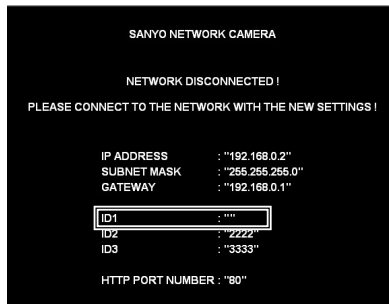 SANYO NETWORK CAMERA
NETWORK DISCONNECTED !
PLEASE CONNECT TO THE NETWORK WITH THE NEW SETTINGS !
IP ADDRESS : "192.168.0.2"
SUBNET MASK : "255.255.255.0"
GATEWAY : "192.168.0.1"
ID1 : ""
ID2 : "2222"
ID3 : "3333"
HTTP PORT NUMBER : "80"